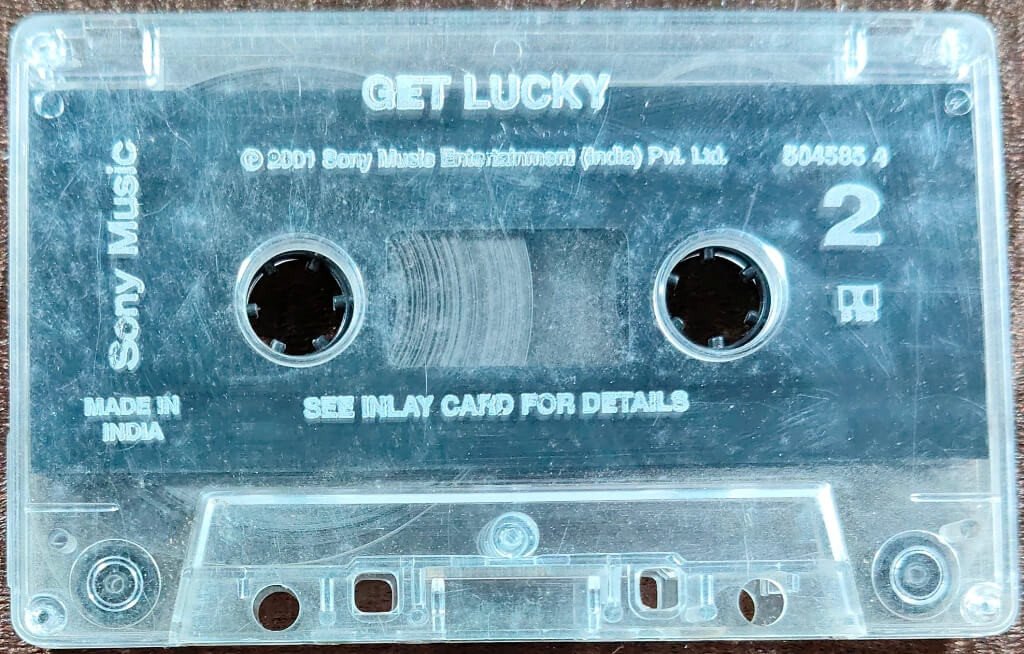 GET LUCKY
℗ 2001 Sony Music Entertainment (India) Pvt. Ltd. 504585 4
2
Sony Music
MADE IN
INDIA
SEE INLAY CARD FOR DETAILS